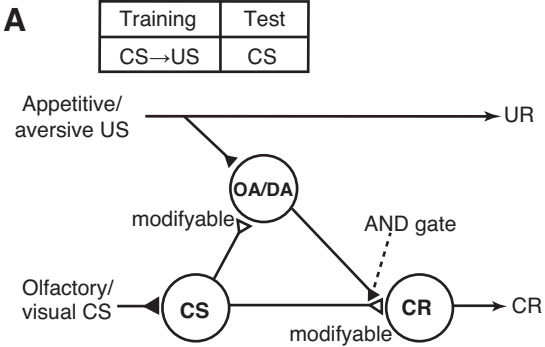 A
Training Test
CS→US CS
Appetitive/
aversive US
UR
OA/DA
modifyable
AND gate
Olfactory/
visual CS
CS
CR
CR
modifyable